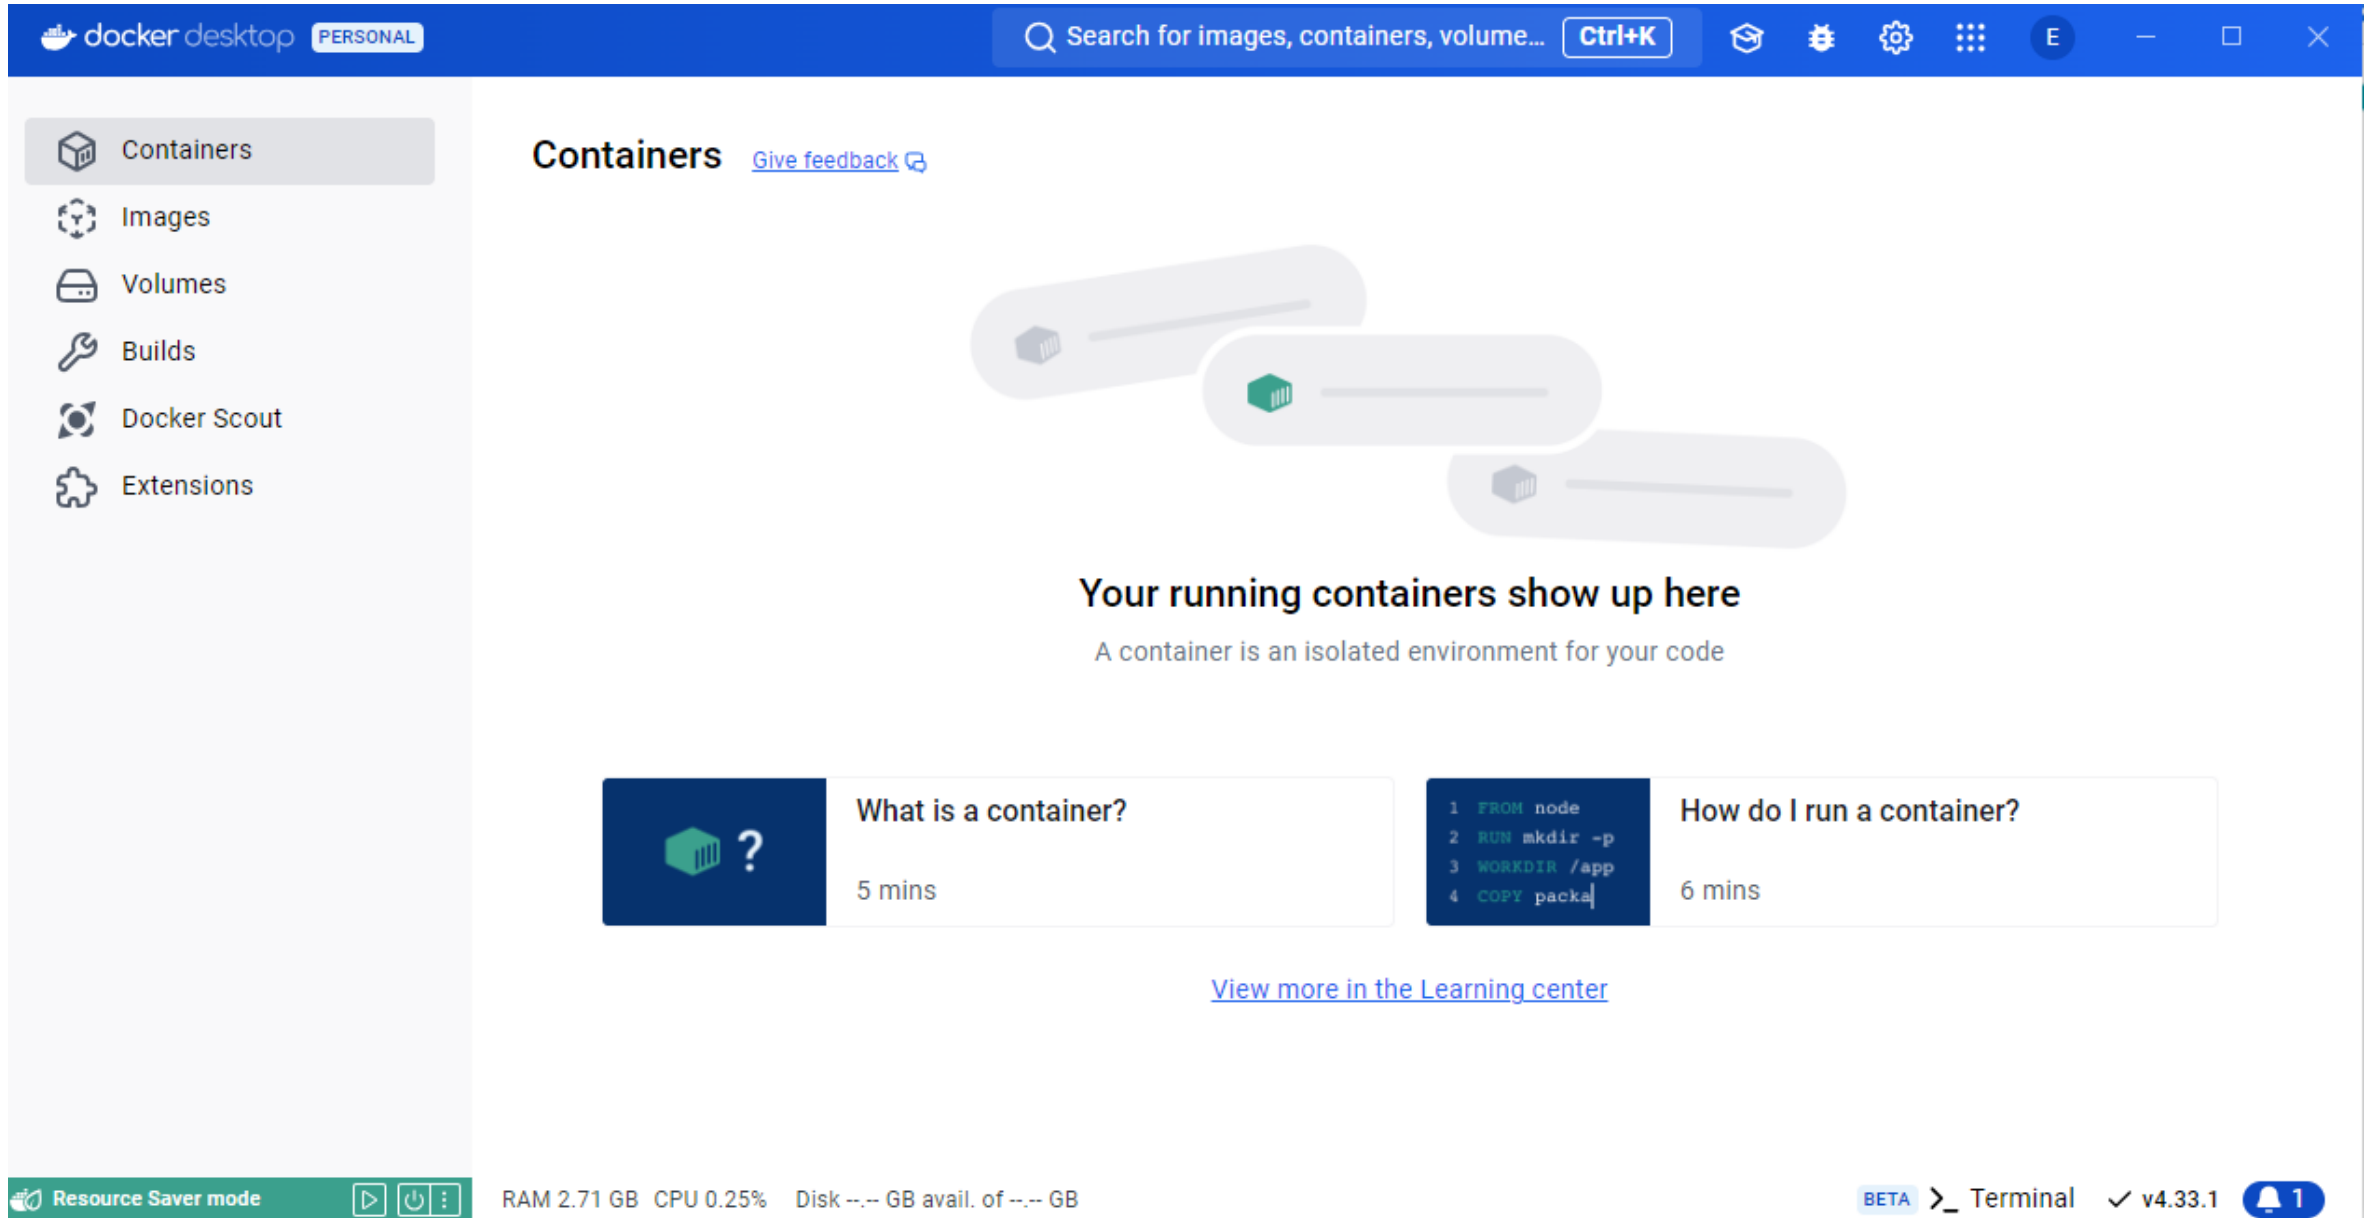 docker desktop PERSONAL
Search for images, containers, volume... Ctrl+K
E
Containers
Images
Volumes
Builds
Docker Scout
Extensions
Containers Give feedback
Your running containers show up here
A container is an isolated environment for your code
?
What is a container?
5 mins
1 FROM node
2 RUN mkdir -p
3 WORKDIR /app
4 COPY packa
How do I run a container?
6 mins
View more in the Learning center
Resource Saver mode
RAM 2.71 GB CPU 0.25% Disk --.-- GB avail. of --.-- GB
BETA >_ Terminal v4.33.1 1